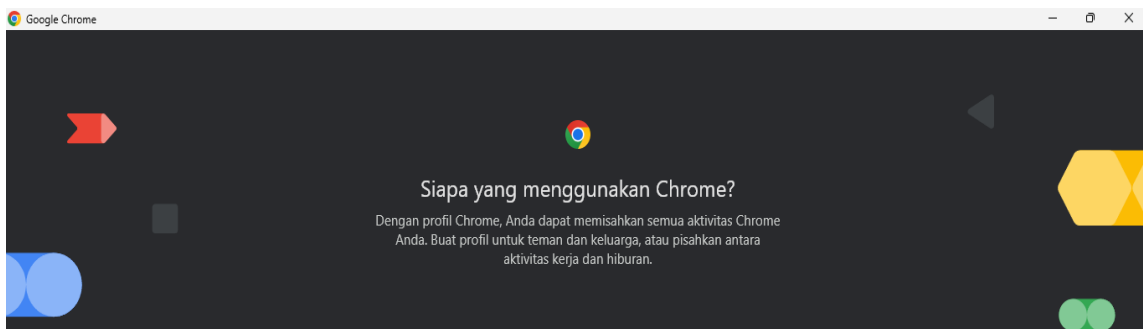 Google Chrome
Siapa yang menggunakan Chrome?
Dengan profil Chrome, Anda dapat memisahkan semua aktivitas Chrome
Anda. Buat profil untuk teman dan keluarga, atau pisahkan antara
aktivitas kerja dan hiburan.